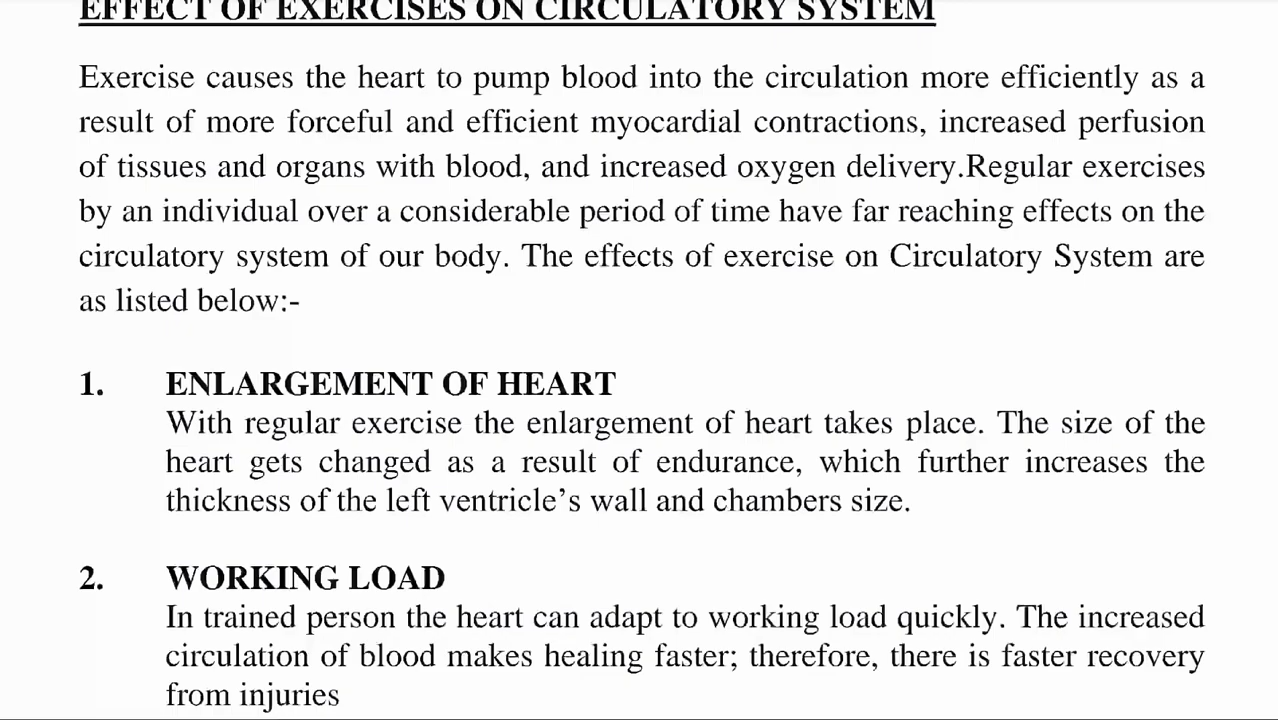 EFFECT OF EXERCISES ON CIRCULATORY SYSTEM
Exercise causes the heart to pump blood into the circulation more efficiently as a
result of more forceful and efficient myocardial contractions, increased perfusion
of tissues and organs with blood, and increased oxygen delivery.Regular exercises
by an individual over a considerable period of time have far reaching effects on the
circulatory system of our body. The effects of exercise on Circulatory System are
as listed below:-
1. ENLARGEMENT OF HEART
With regular exercise the enlargement of heart takes place. The size of the
heart gets changed as a result of endurance, which further increases the
thickness of the left ventricle’s wall and chambers size.
2. WORKING LOAD
In trained person the heart can adapt to working load quickly. The increased
circulation of blood makes healing faster; therefore, there is faster recovery
from injuries